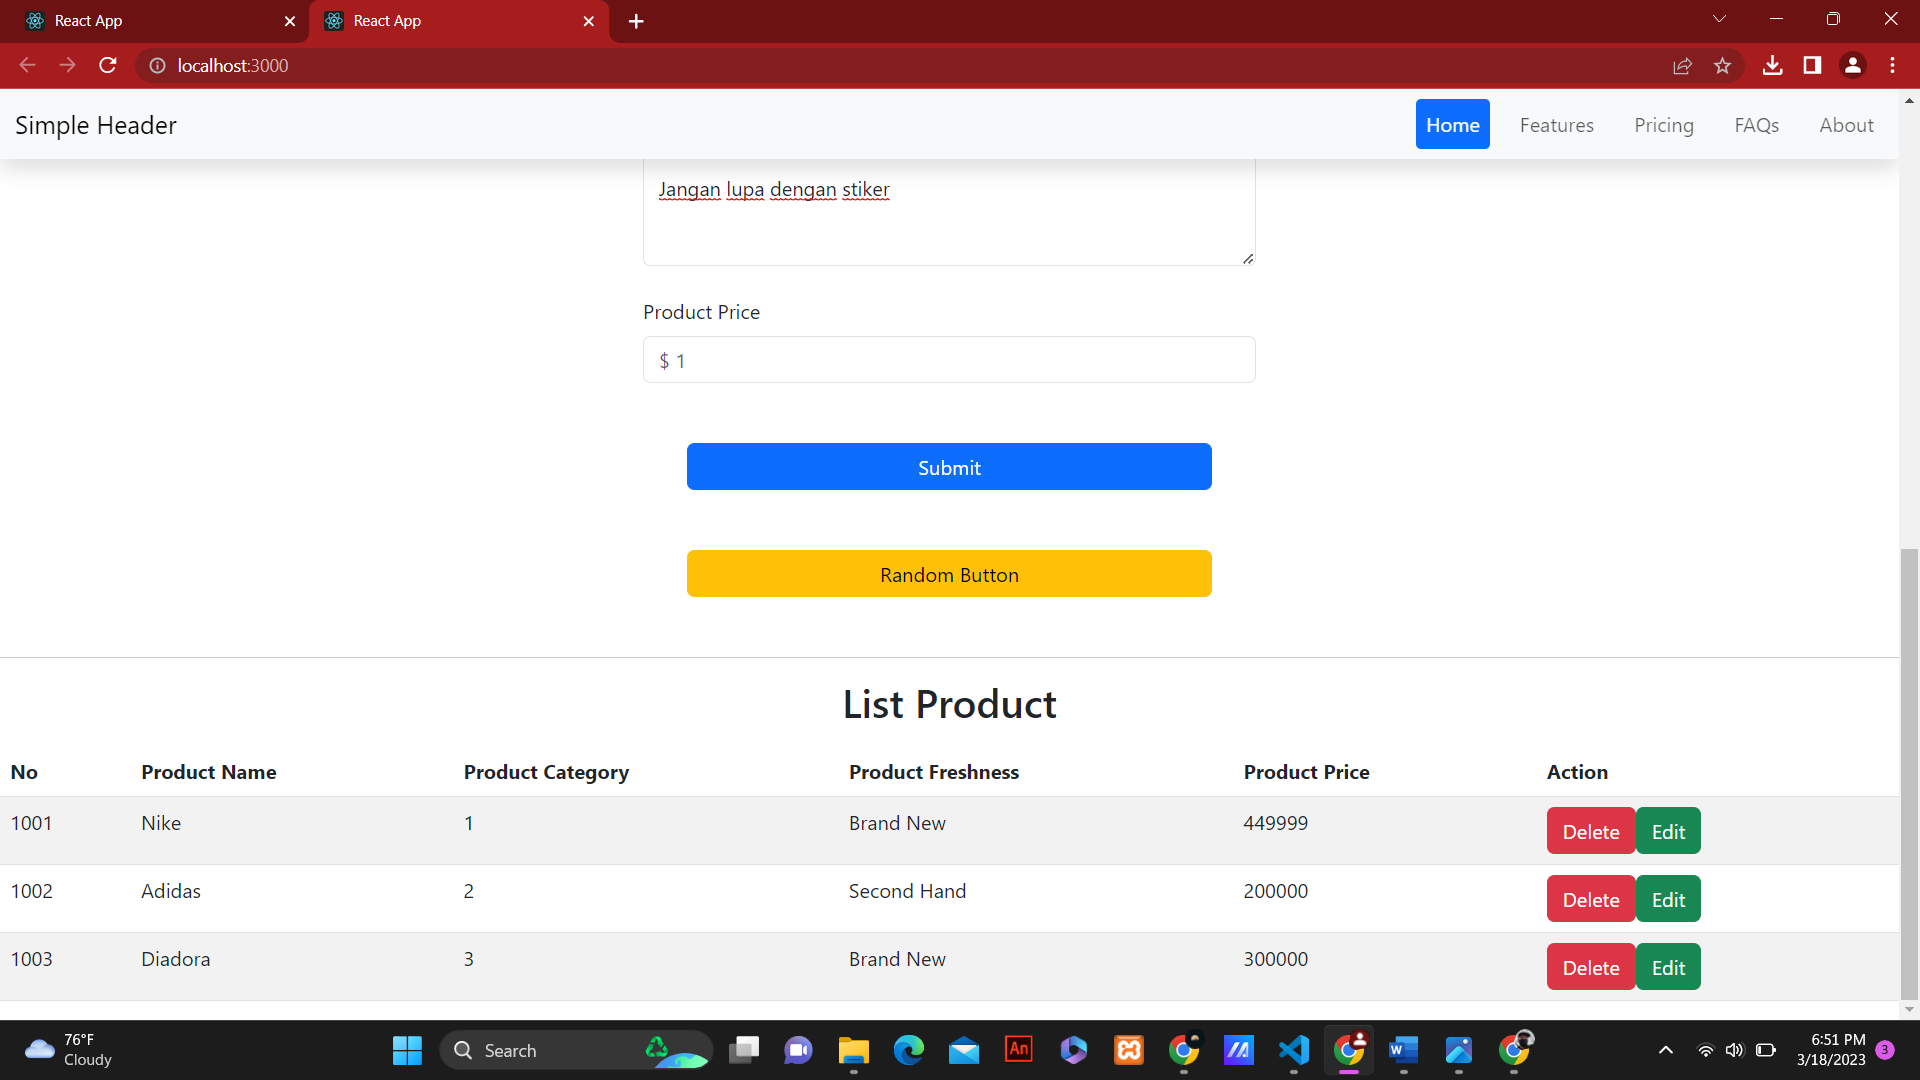 React App
React App
localhost:3000
Simple Header
Home Features Pricing FAQs About
Jangan lupa dengan stiker
Product Price
$ 1
Submit
Random Button
List Product
No Product Name Product Category Product Freshness Product Price Action
1001 Nike 1 Brand New 449999 Delete Edit
1002 Adidas 2 Second Hand 200000 Delete Edit
1003 Diadora 3 Brand New 300000 Delete Edit
76°F
Cloudy
Search
An
W
6:51 PM
3/18/2023
3